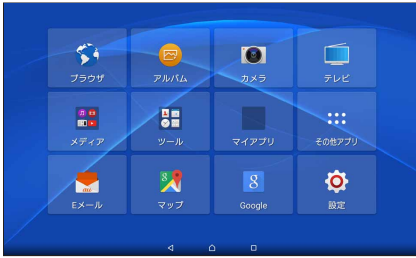 ブラウザ
アルバム
カメラ
テレビ
メディア
ツール
マイアプリ
その他アプリ
Eメール
マップ
Google
設定